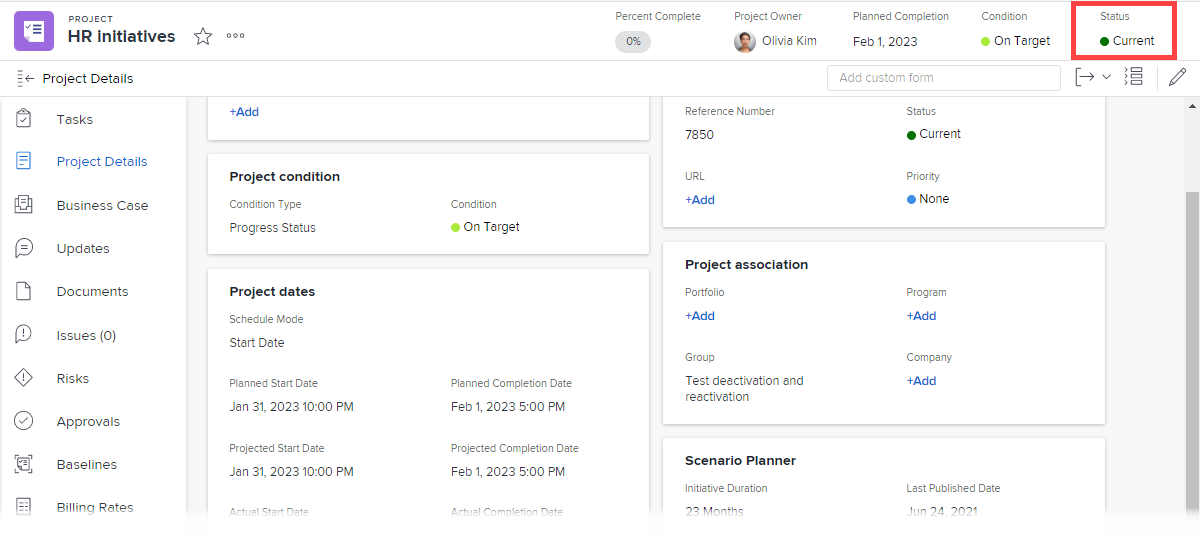 PROJECT
HR initiatives
Percent Complete
0%
Project Owner
Olivia Kim
Planned Completion
Feb 1, 2023
Condition
On Target
Status
Current
Project Details
Add custom form
Tasks
Project Details
Business Case
Updates
Documents
Issues (0)
Risks
Approvals
Baselines
Billing Rates
+Add
Project condition
Condition Type
Condition
Progress Status
On Target
Project dates
Schedule Mode
Start Date
Planned Start Date
Planned Completion Date
Jan 31, 2023 10:00 PM
Feb 1, 2023 5:00 PM
Projected Start Date
Projected Completion Date
Jan 31, 2023 10:00 PM
Feb 1, 2023 5:00 PM
Actual Start Date
Actual Completion Date
Reference Number
Status
7850
Current
URL
Priority
+Add
None
Project association
Portfolio
Program
+Add
+Add
Group
Company
Test deactivation and
reactivation
+Add
Scenario Planner
Initiative Duration
Last Published Date
23 Months
Jun 24, 2021